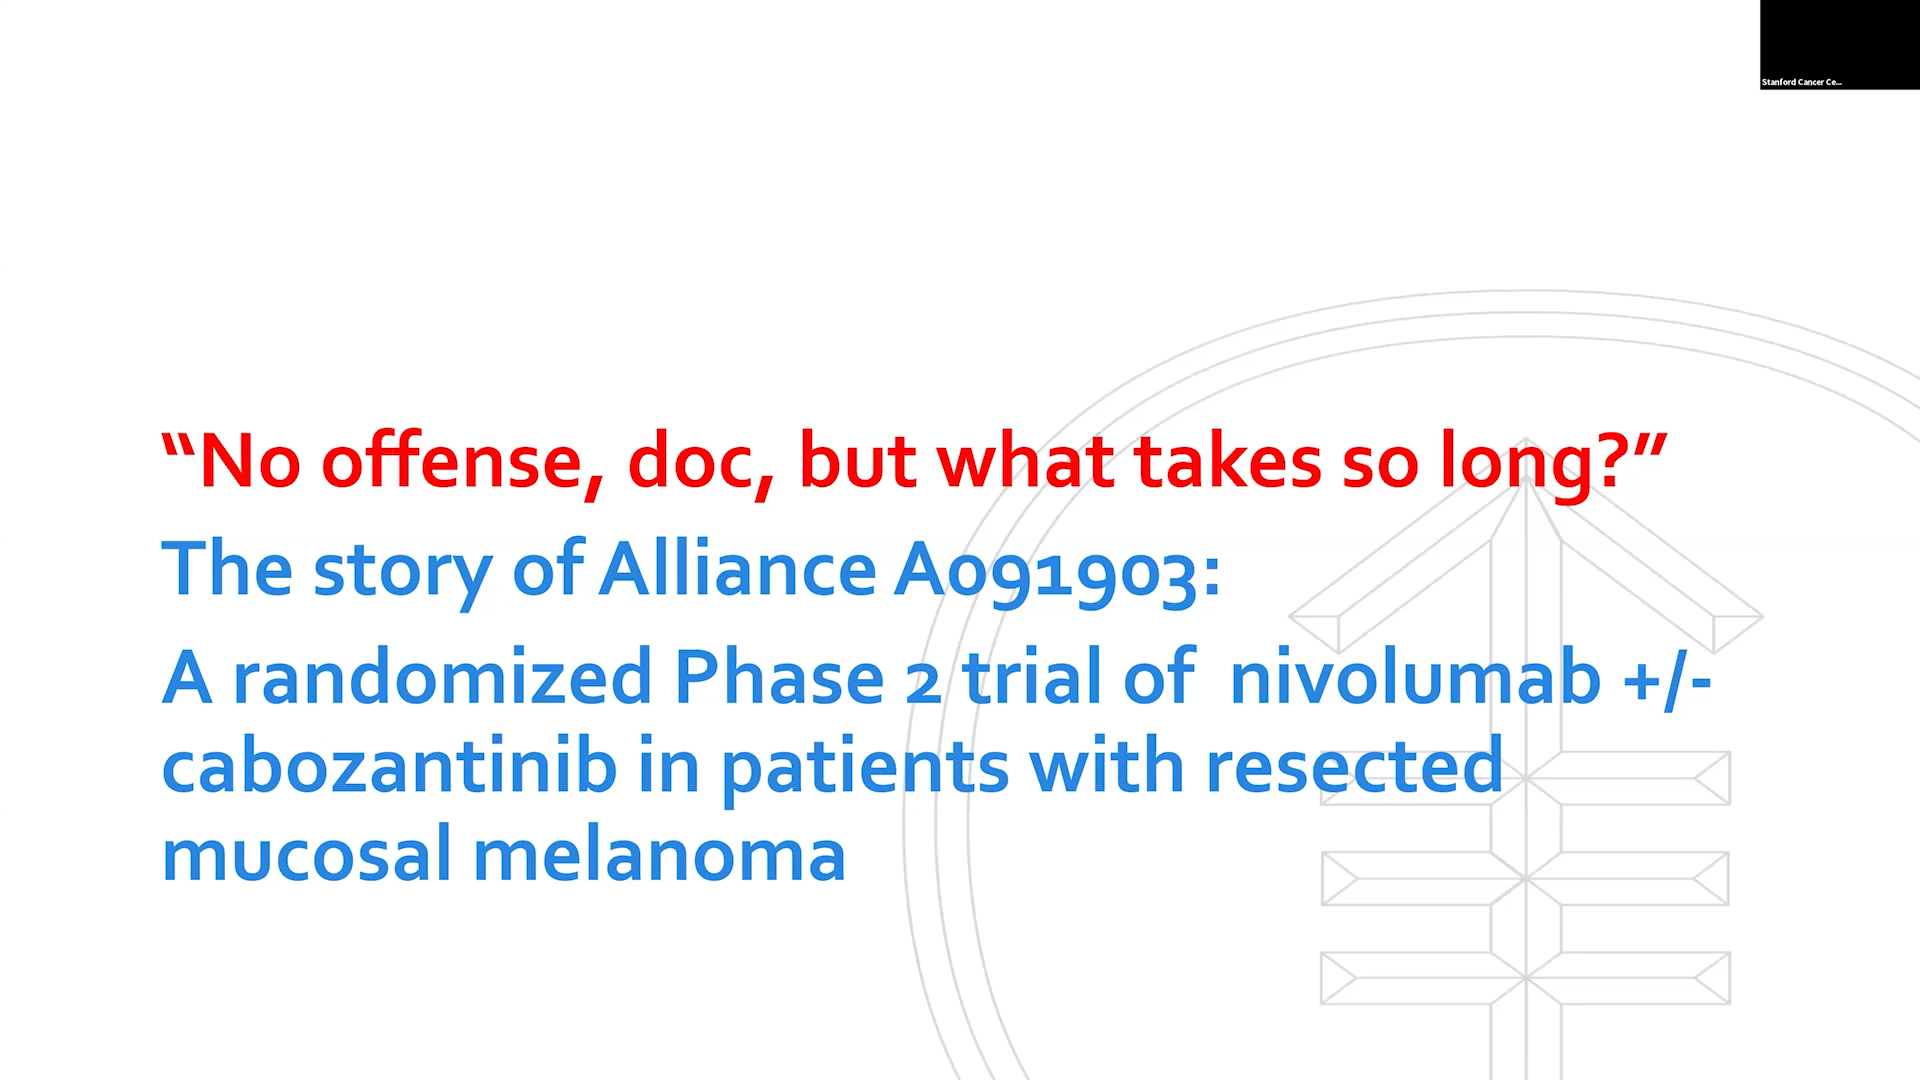 Stanford Cancer Ce...
“No offense, doc, but what takes so long?”
The story of Alliance A091903:
A randomized Phase 2 trial of  nivolumab +/-
cabozantinib in patients with resected
mucosal melanoma